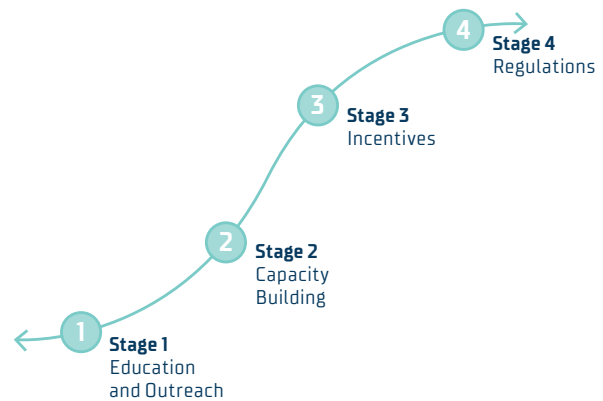 4
Stage 4
Regulations
3
Stage 3
Incentives
2
Stage 2
Capacity
Building
1
Stage 1
Education
and Outreach